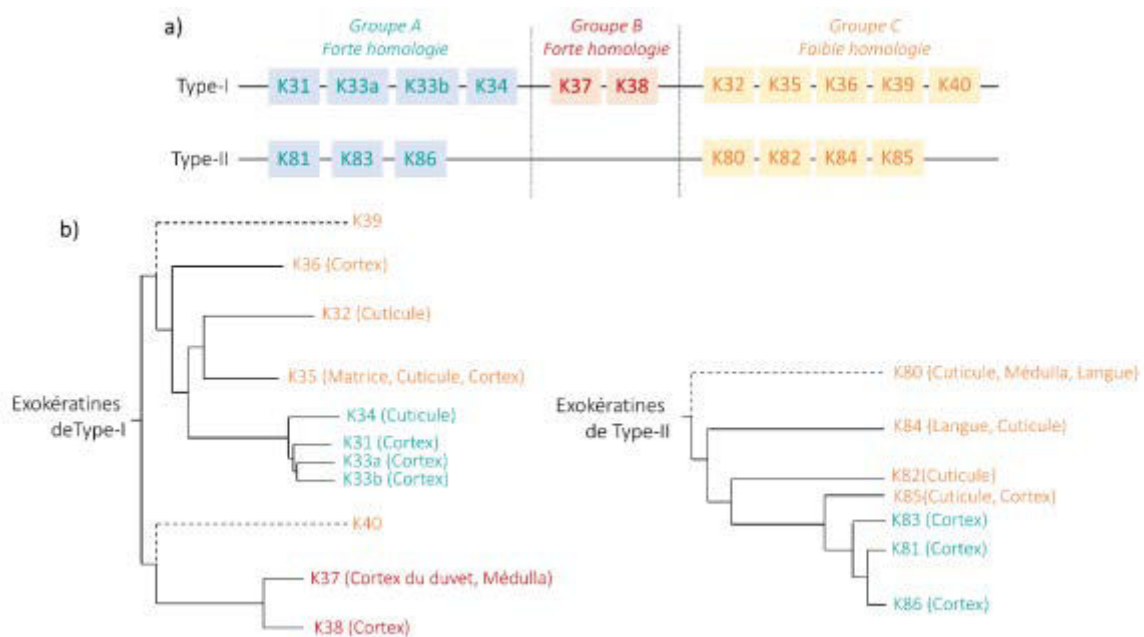 a)
Groupe A
Forte homologie
Groupe B
Forte homologie
Groupe C
Faible homologie
Type-I
K31 K33a K33b K34 K37 K38 K32 K35 K36 K39 K40
Type-II
K81 K83 K86 K80 K82 K84 K85
b)
Exokératines
deType-I
K39
K36 (Cortex)
K32 (Cuticule)
K35 (Matrice, Cuticule, Cortex)
K34 (Cuticule)
K31 (Cortex)
K33a (Cortex)
K33b (Cortex)
K40
K37 (Cortex du duvet, Médulla)
K38 (Cortex)
Exokératines
de Type-II
K80 (Cuticule, Médulla, Langue)
K84 (Langue, Cuticule)
K82(Cuticule)
K85(Cuticule, Cortex)
K83 (Cortex)
K81 (Cortex)
K86 (Cortex)